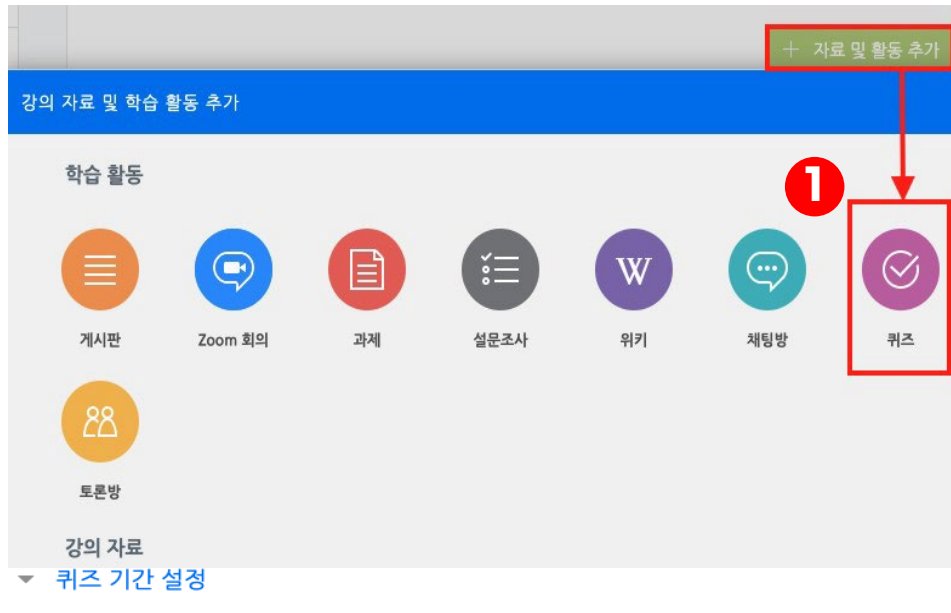 + 자료 및 활동 추가
강의 자료 및 학습 활동 추가
학습 활동
1
게시판 Zoom 회의 과제 설문조사 위키 채팅방 퀴즈
토론방
강의 자료
퀴즈 기간 설정